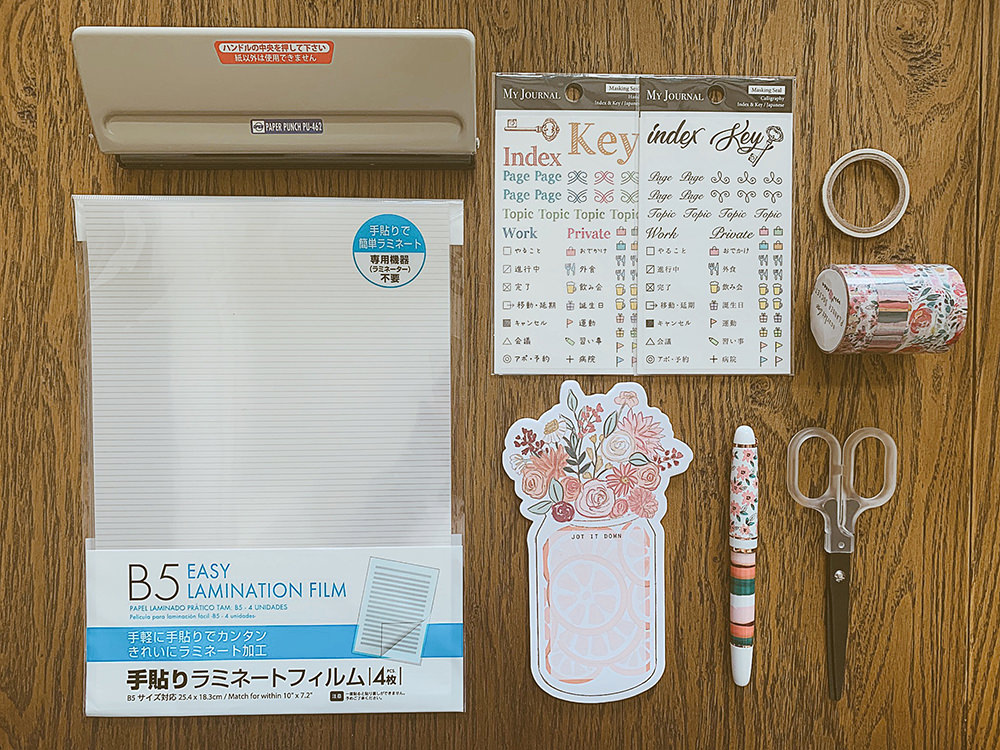 ハンドルの中央を押して下さい
紙以外は使用できません
PAPER PUNCH PU-462
手貼りで
簡単ラミネート
専用機器
(ラミネーター)
不要
B5 EASY
LAMINATION FILM
PAPEL LAMINADO PRÁTICO TAM: B5 - 4 UNIDADES
Película para laminación fácil -B5 - 4 unidades-
手軽に手貼りでカンタン
きれいにラミネート加工
手貼りラミネートフィルム 4 PCS. 枚
B5 サイズ対応 25.4 x 18.3cm / Match for within 10" x 7.2"
注意
MY JOURNAL
Masking Seal
Index & Key / Japanese
Index Key
Page Page
Page Page
Topic Topic Topic Topic
Work Private
やること おでかけ
進行中 外食
完了 飲み会
移動・延期 誕生日
キャンセル 運動
会議 習い事
アポ・予約 病院
MY JOURNAL
Masking Seal
Calligraphy
Index & Key / Japanese
index Key
Page Page
Page Page
Topic Topic Topic Topic
Work Private
やること おでかけ
進行中 外食
完了 飲み会
移動・延期 誕生日
キャンセル 運動
会議 習い事
アポ・予約 病院
JOT IT DOWN